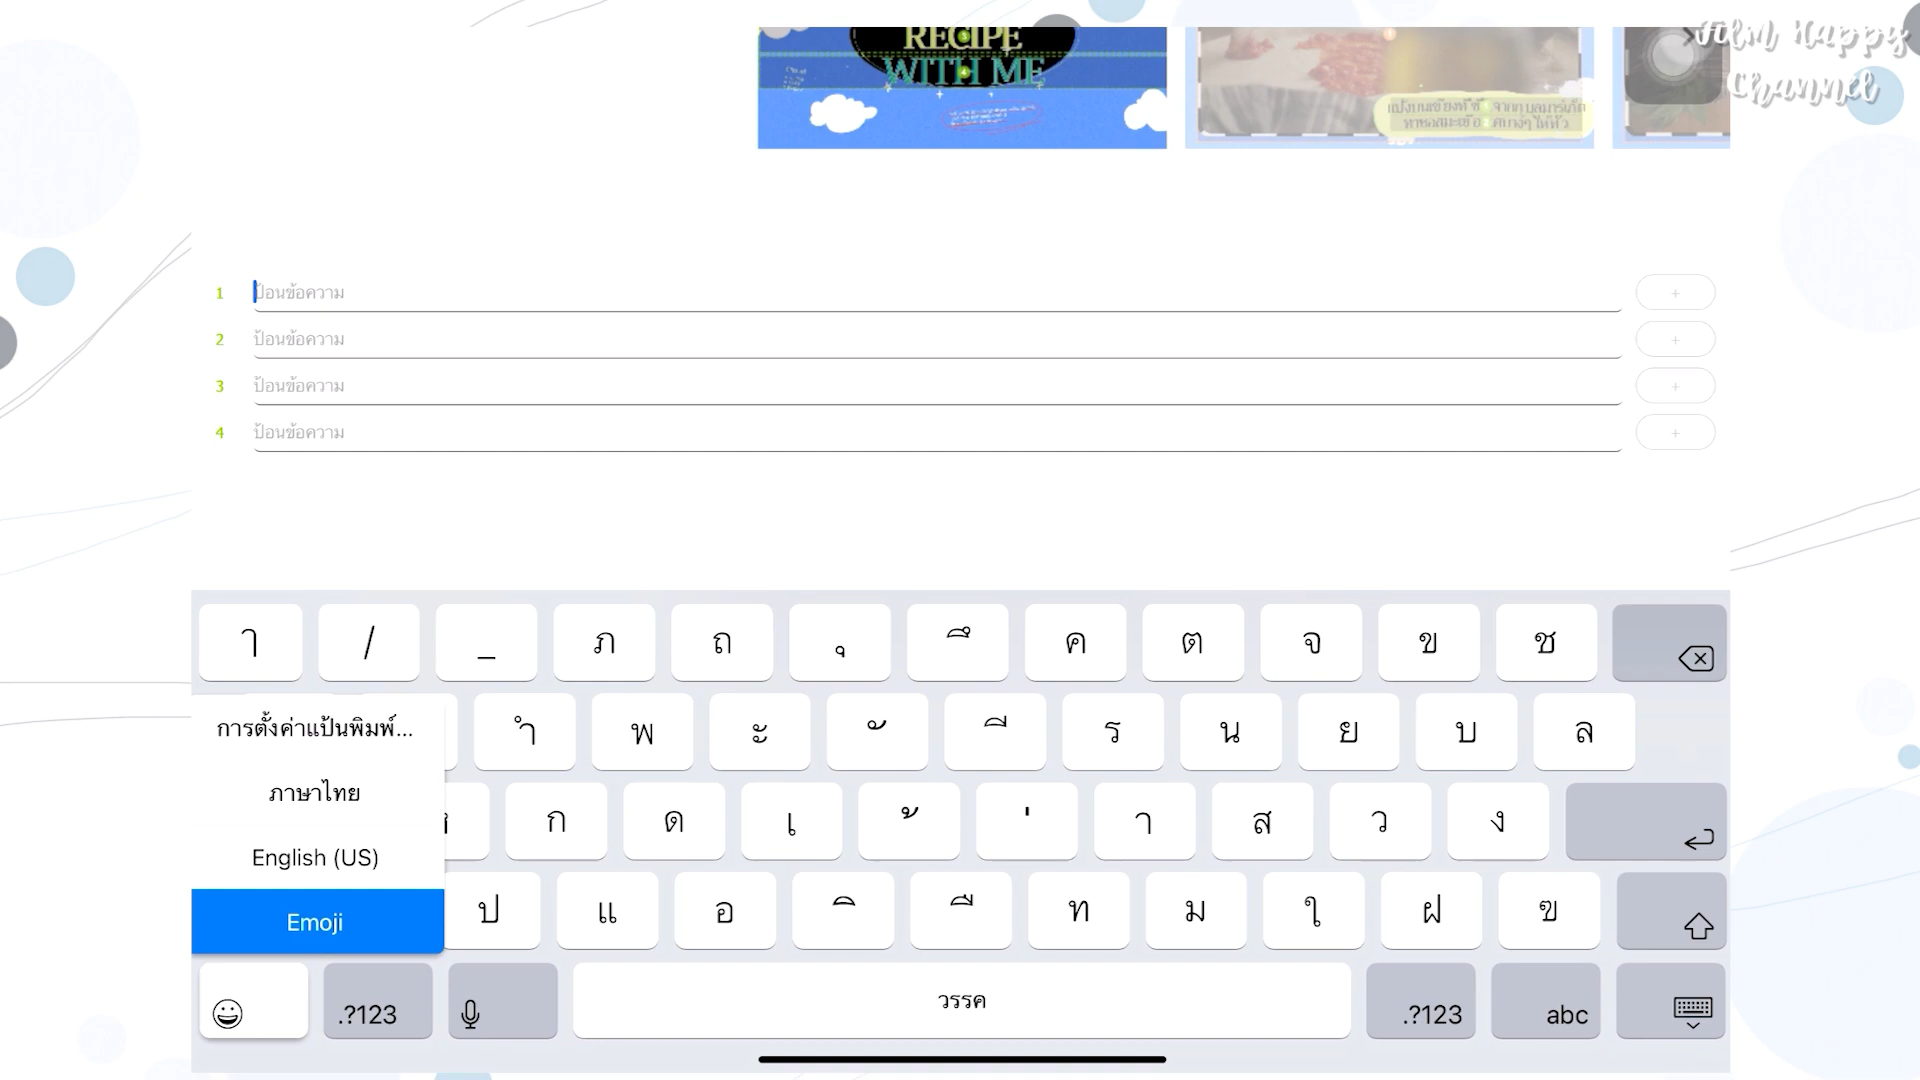 RECIPE
WITH ME
Film Happy
Channel
1 ป้อนข้อความ +
2 ป้อนข้อความ +
3 ป้อนข้อความ +
4 ป้อนข้อความ +
ๅ / _ ภ ถ ุ ึ ค ต จ ข ช
การตั้งค่าแป้นพิมพ์...
ำ พ ะ ั ี ร น ย บ ล
ภาษาไทย
ก ด เ ้ ่ า ส ว ง
English (US)
Emoji
ป แ อ ิ ื ท ม ใ ฝ ฃ
.?123 วรรค .?123 abc